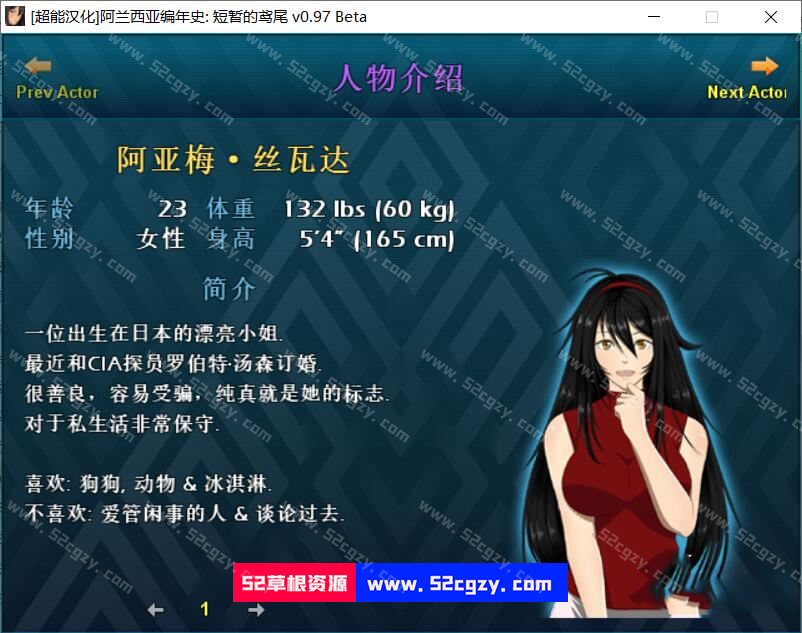 [超能汉化]阿兰西亚编年史: 短暂的鸢尾 v0.97 Beta
Prev Actor
人物介绍
Next Actor
阿亚梅·丝瓦达
年龄 23 体重 132 lbs (60 kg)
性别 女性 身高 5'4" (165 cm)
简介
一位出生在日本的漂亮小姐.
最近和CIA探员罗伯特·汤森订婚.
很善良，容易受骗，纯真就是她的标志.
对于私生活非常保守.
喜欢: 狗狗, 动物 & 冰淇淋.
不喜欢: 爱管闲事的人 & 谈论过去.
52草根资源 www.52cgzy.com
1